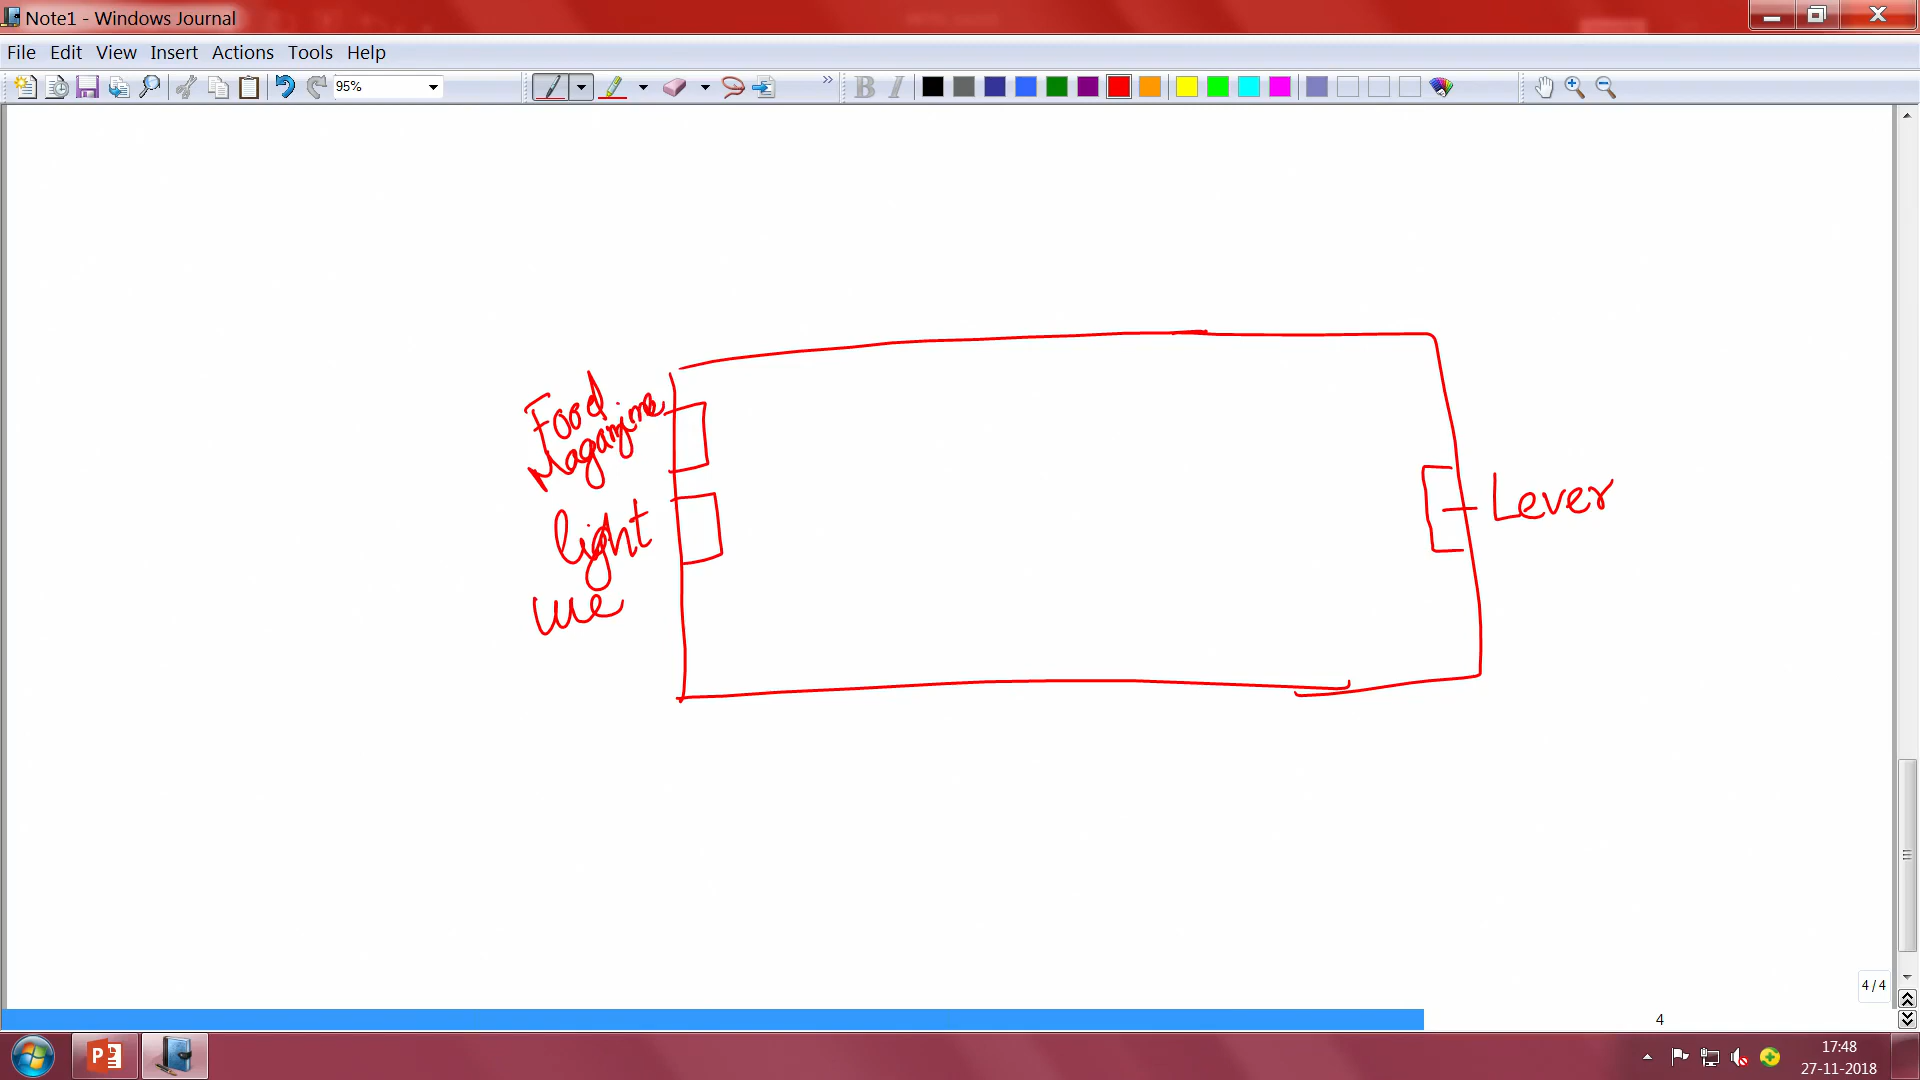 Note1 - Windows Journal
File Edit View Insert Actions Tools Help
95%
B I
Food
Magazine
light
cue
Lever
4 / 4
4
17:48
27-11-2018